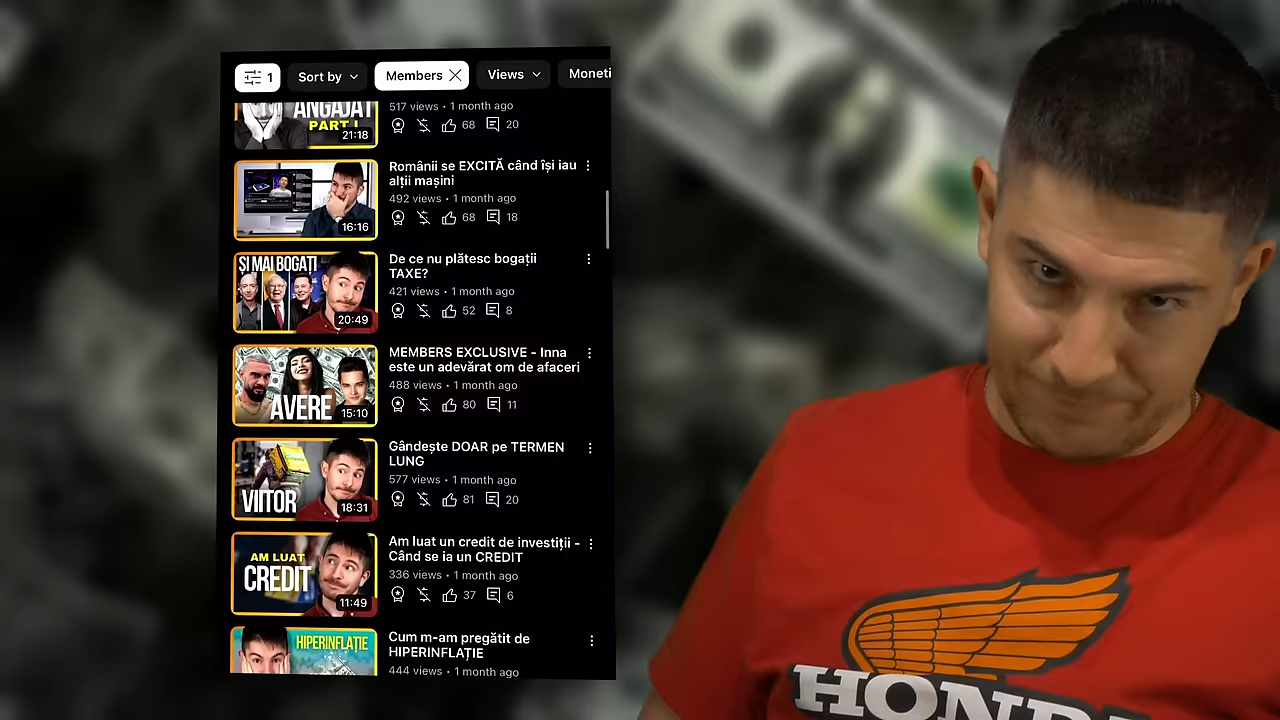 1
Sort by
Members
Views
Moneti
ANGAJAT
PART I
21:18
517 views • 1 month ago
68
20
16:16
Românii se EXCITĂ când își iau
alții mașini
492 views • 1 month ago
68
18
ȘI MAI BOGAȚI
20:49
De ce nu plătesc bogații
TAXE?
421 views • 1 month ago
52
8
AVERE
15:10
MEMBERS EXCLUSIVE - Inna
este un adevărat om de afaceri
488 views • 1 month ago
80
11
VIITOR
18:31
Gândește DOAR pe TERMEN
LUNG
577 views • 1 month ago
81
20
AM LUAT
CREDIT
11:49
Am luat un credit de investiții -
Când se ia un CREDIT
336 views • 1 month ago
37
6
HIPERINFLAȚIE
Cum m-am pregătit de
HIPERINFLAȚIE
444 views • 1 month ago
HOND